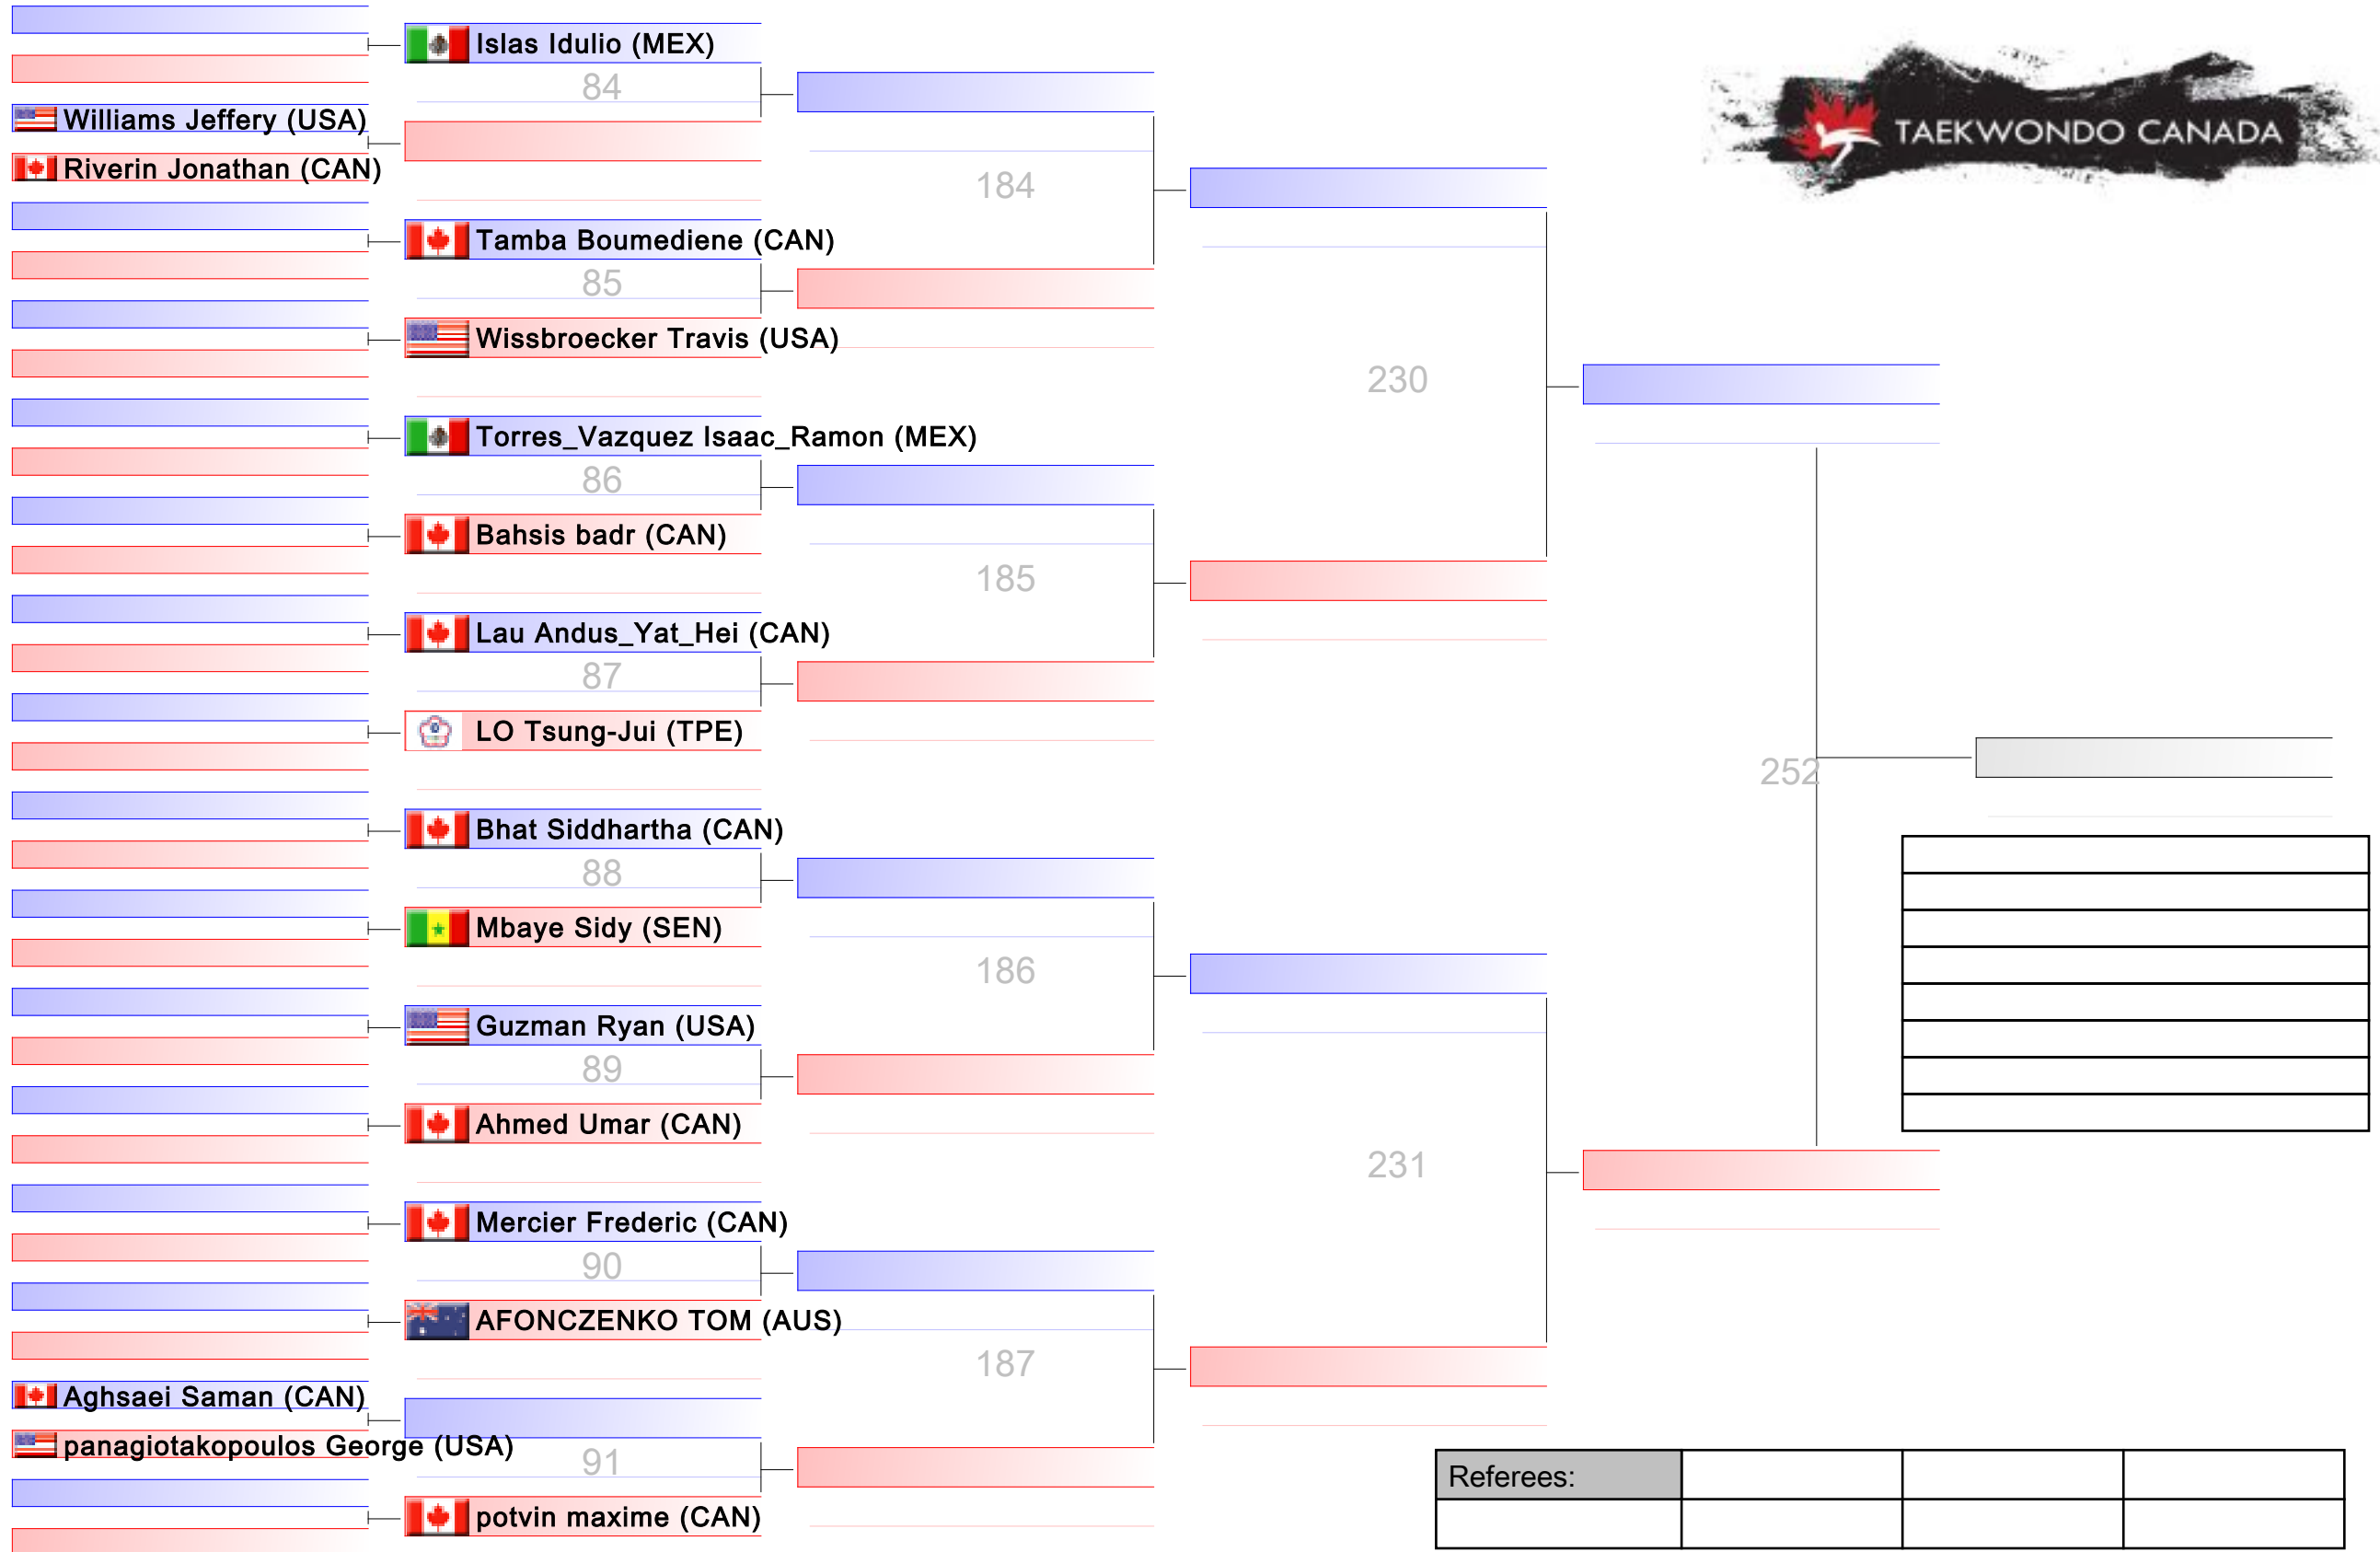 Islas Idulio (MEX)
84
Williams Jeffery (USA)
Riverin Jonathan (CAN)
184
Tamba Boumediene (CAN)
85
Wissbroecker Travis (USA)
230
Torres_Vazquez Isaac_Ramon (MEX)
86
Bahsis badr (CAN)
185
Lau Andus_Yat_Hei (CAN)
87
LO Tsung-Jui (TPE)
252
Bhat Siddhartha (CAN)
88
Mbaye Sidy (SEN)
186
Guzman Ryan (USA)
89
Ahmed Umar (CAN)
231
Mercier Frederic (CAN)
90
AFONCZENKO TOM (AUS)
187
Aghsaei Saman (CAN)
panagiotakopoulos George (USA)
91
potvin maxime (CAN)
TAEKWONDO CANADA
Referees: